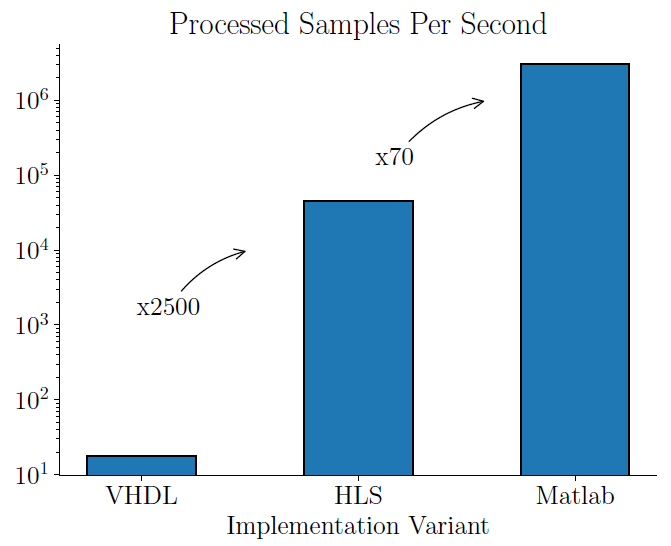 Processed Samples Per Second
10^6
10^5
10^4
10^3
10^2
10^1
x2500
x70
VHDL
HLS
Matlab
Implementation Variant